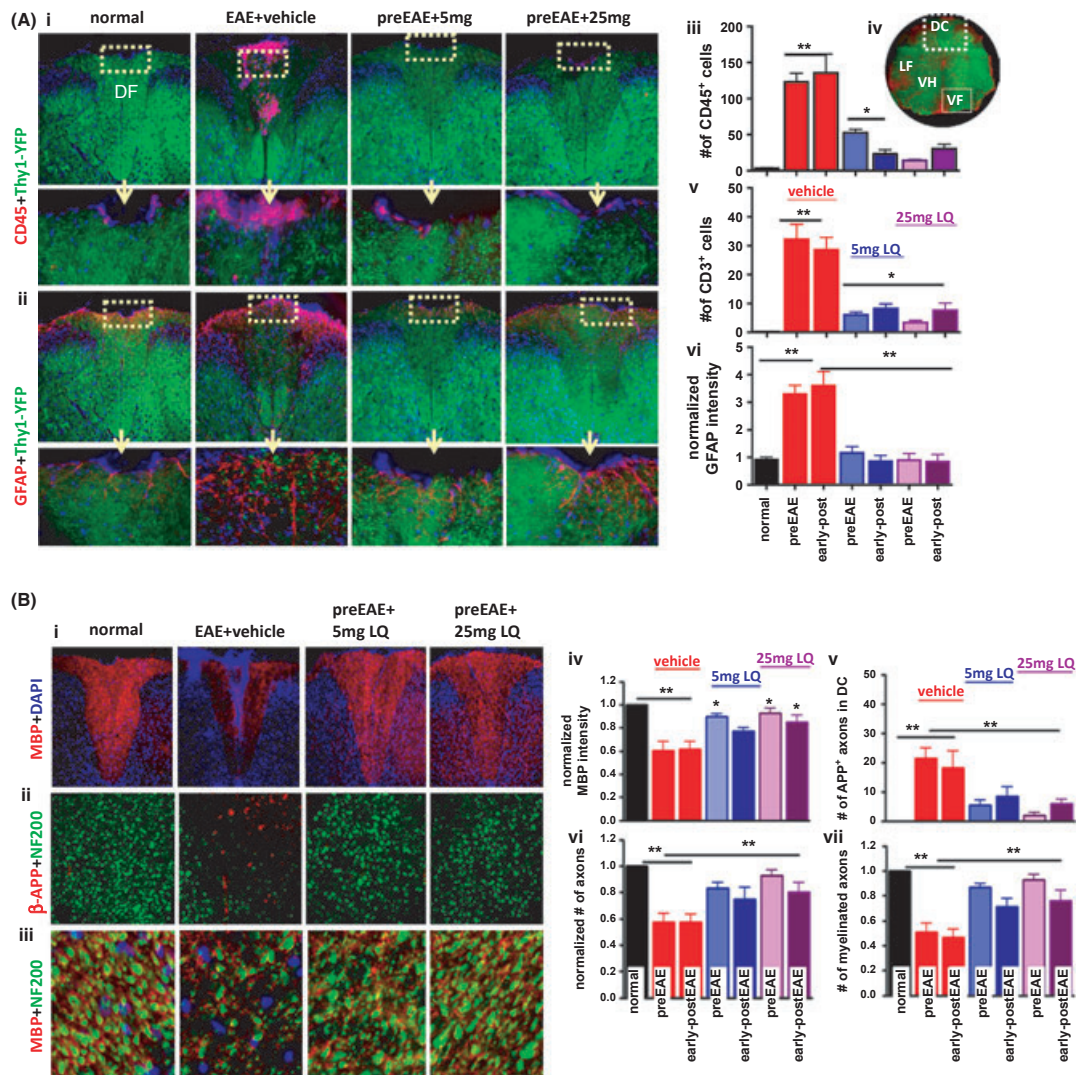 (A)
i
normal
EAE+vehicle
preEAE+5mg
preEAE+25mg
DF
CD45+Thy1-YFP
ii
GFAP+Thy1-YFP
iii
#of CD45+ cells
200
150
100
50
0
**
*
iv
DC
LF
VH
VF
v
# of CD3+ cells
50
40
30
20
10
0
vehicle
**
5mg LQ
25mg LQ
*
vi
normalized
GFAP intensity
5
4
3
2
1
0
**
**
normal
preEAE
early-post
preEAE
early-post
preEAE
early-post
(B)
i
normal
EAE+vehicle
preEAE+
5mg LQ
preEAE+
25mg LQ
MBP+DAPI
ii
β-APP+NF200
iii
MBP+NF200
iv
normalized
MBP intensity
1.2
1.0
0.8
0.6
0.4
0.2
0.0
vehicle
5mg LQ
25mg LQ
**
*
*
*
v
# of APP+ axons in DC
50
40
30
20
10
0
vehicle
5mg LQ
25mg LQ
**
**
vi
normalized # of axons
1.2
1.0
0.8
0.6
0.4
0.2
0.0
**
**
normal
preEAE
early-postEAE
preEAE
early-postEAE
preEAE
early-postEAE
vii
# of myelinated axons
1.2
1.0
0.8
0.6
0.4
0.2
0.0
**
**
normal
preEAE
early-postEAE
preEAE
early-postEAE
preEAE
early-postEAE